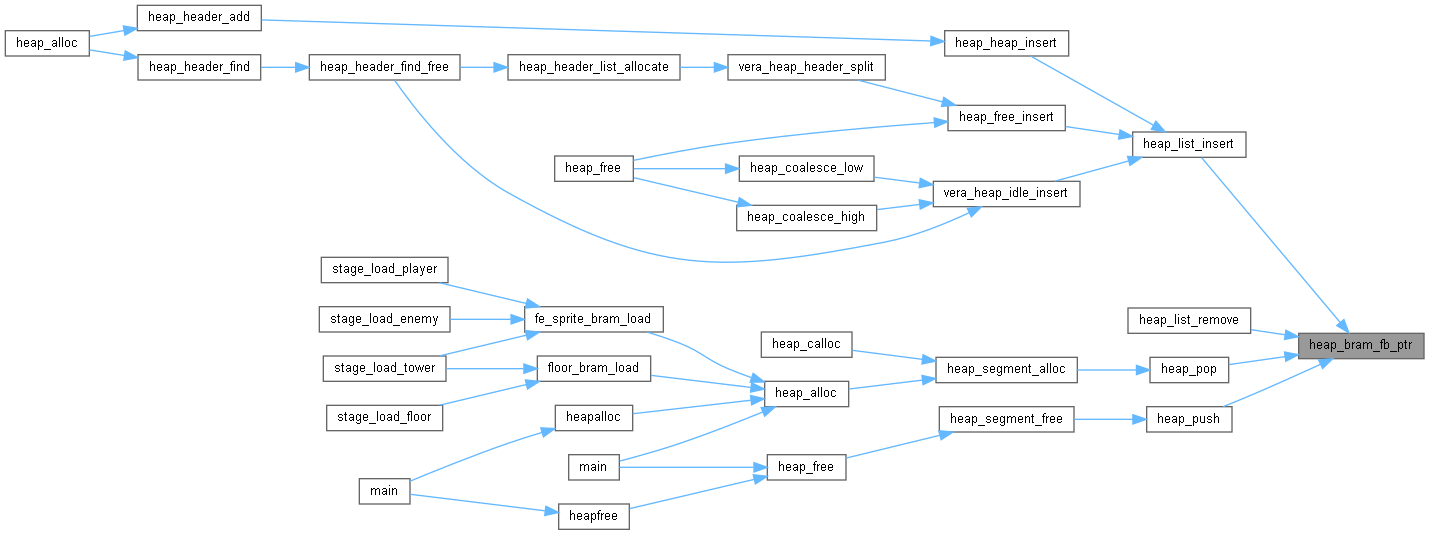 heap_header_add
heap_alloc
heap_heap_insert
heap_header_find
heap_header_find_free
heap_header_list_allocate
vera_heap_header_split
heap_free_insert
heap_list_insert
heap_free
heap_coalesce_low
vera_heap_idle_insert
heap_coalesce_high
stage_load_player
stage_load_enemy
fe_sprite_bram_load
heap_list_remove
heap_bram_fb_ptr
heap_calloc
stage_load_tower
floor_bram_load
heap_segment_alloc
heap_pop
heap_alloc
stage_load_floor
heapalloc
heap_segment_free
heap_push
main
heap_free
main
heapfree